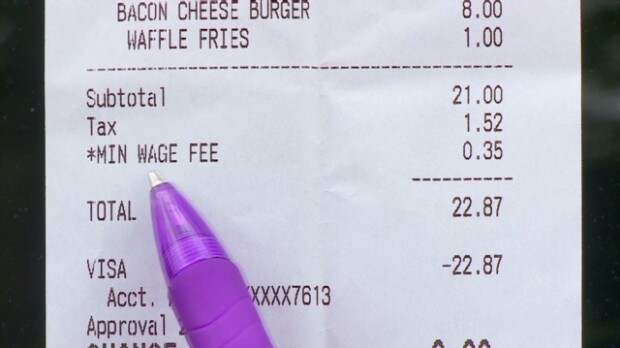 BACON CHEESE BURGER 8.00
WAFFLE FRIES 1.00
Subtotal 21.00
Tax 1.52
*MIN WAGE FEE 0.35
TOTAL 22.87
VISA -22.87
Acct. XXXX7613
Approval